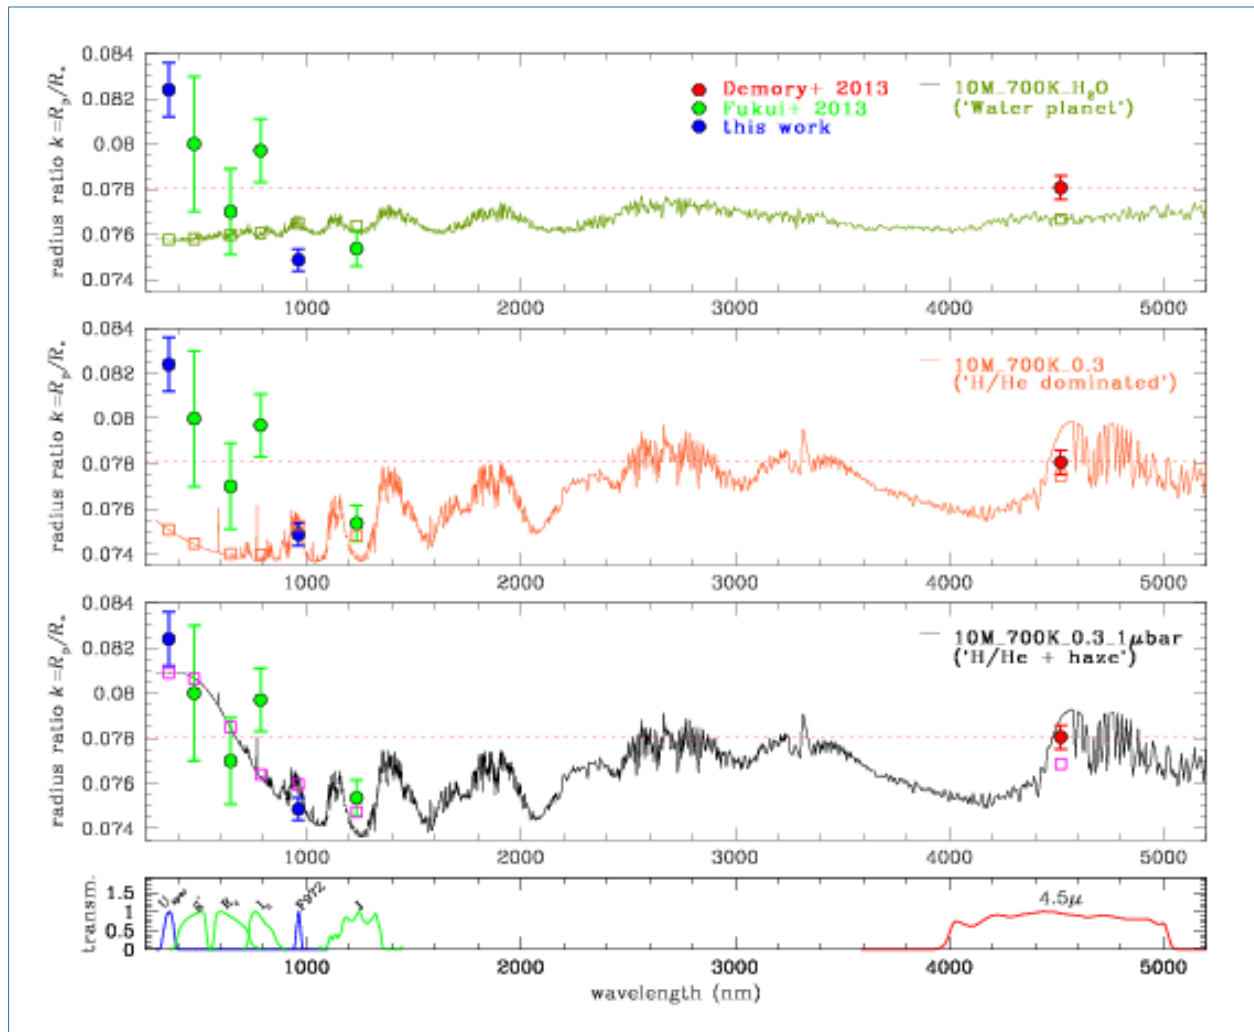 0.084
0.082
0.08
0.078
0.076
0.074
radius ratio k=Rp/R*
Demory+ 2013
Fukui+ 2013
this work
10M_700K_H2O
('Water planet')
1000 2000 3000 4000 5000
0.084
0.082
0.08
0.078
0.076
0.074
radius ratio k=Rp/R*
10M_700K_0.3
('H/He dominated')
1000 2000 3000 4000 5000
0.084
0.082
0.08
0.078
0.076
0.074
radius ratio k=Rp/R*
10M_700K_0.3_1μbar
('H/He + haze')
1000 2000 3000 4000 5000
1.5
1
0.5
0
transm.
U g' F972 J 4.5μ
1000 2000 3000 4000 5000
wavelength (nm)